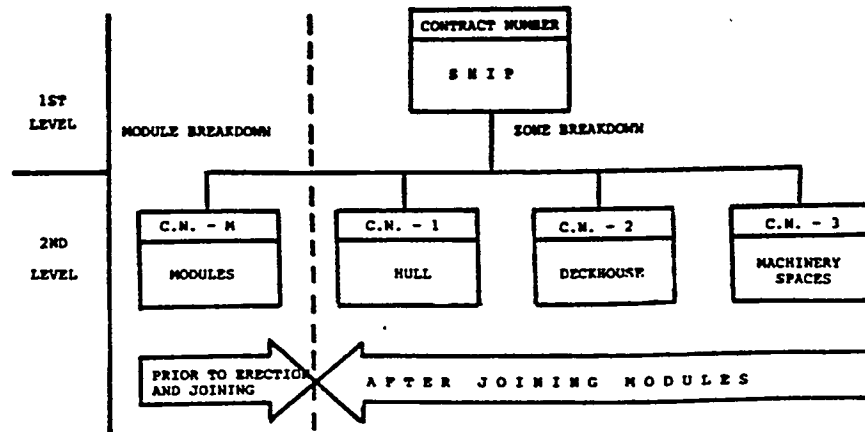 CONTRACT NUMBER
SHIP
1ST
LEVEL
MODULE BREAKDOWN
ZONE BREAKDOWN
2ND
LEVEL
C.N. - M
MODULES
C.N. - 1
HULL
C.N. - 2
DECKHOUSE
C.N. - 3
MACHINERY
SPACES
PRIOR TO ERECTION
AND JOINING
AFTER JOINING MODULES